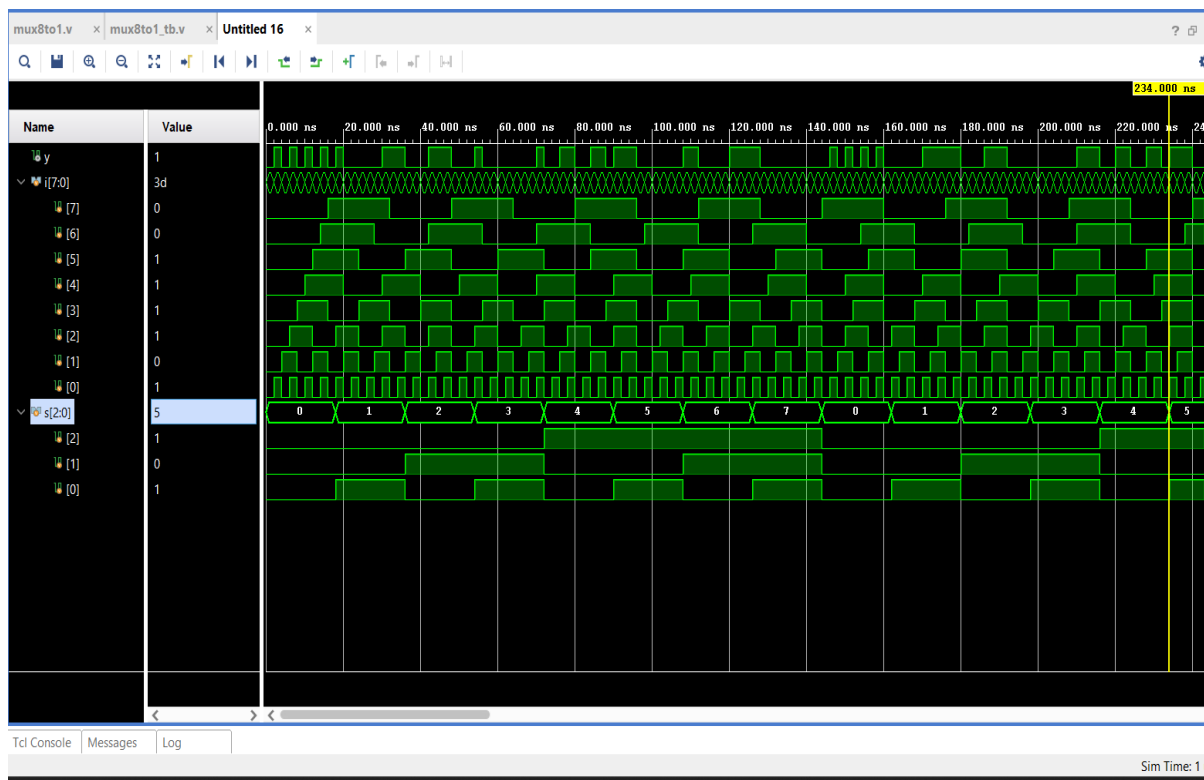 mux8to1.v × mux8to1_tb.v × Untitled 16 × ?
234.000 ns
Name Value 0.000 ns 20.000 ns 40.000 ns 60.000 ns 80.000 ns 100.000 ns 120.000 ns 140.000 ns 160.000 ns 180.000 ns 200.000 ns 220.000 ns 24
y 1
i[7:0] 3d
[7] 0
[6] 0
[5] 1
[4] 1
[3] 1
[2] 1
[1] 0
[0] 1
s[2:0] 5 0 1 2 3 4 5 6 7 0 1 2 3 4 5
[2] 1
[1] 0
[0] 1
Tcl Console Messages Log
Sim Time: 1